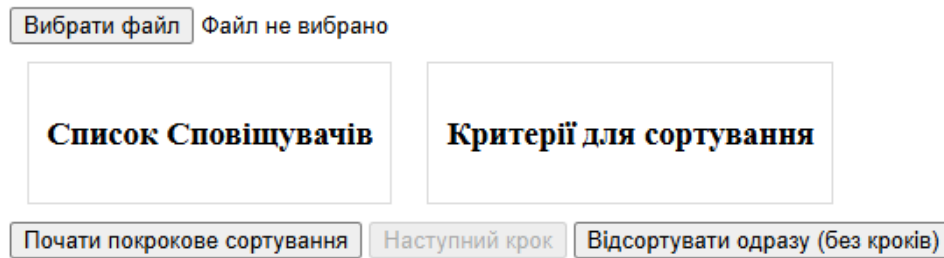 Вибрати файл Файл не вибрано
Список Сповіщувачів Критерії для сортування
Почати покрокове сортування Наступний крок Відсортувати одразу (без кроків)